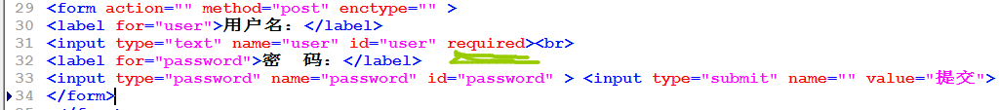 29 <form action="" method="post" enctype="" >
30 <label for="user">用户名：</label>
31 <input type="text" name="user" id="user" required><br>
32 <label for="password">密  码：</label>
33 <input type="password" name="password" id="password" > <input type="submit" name="" value="提交">
34 </form>